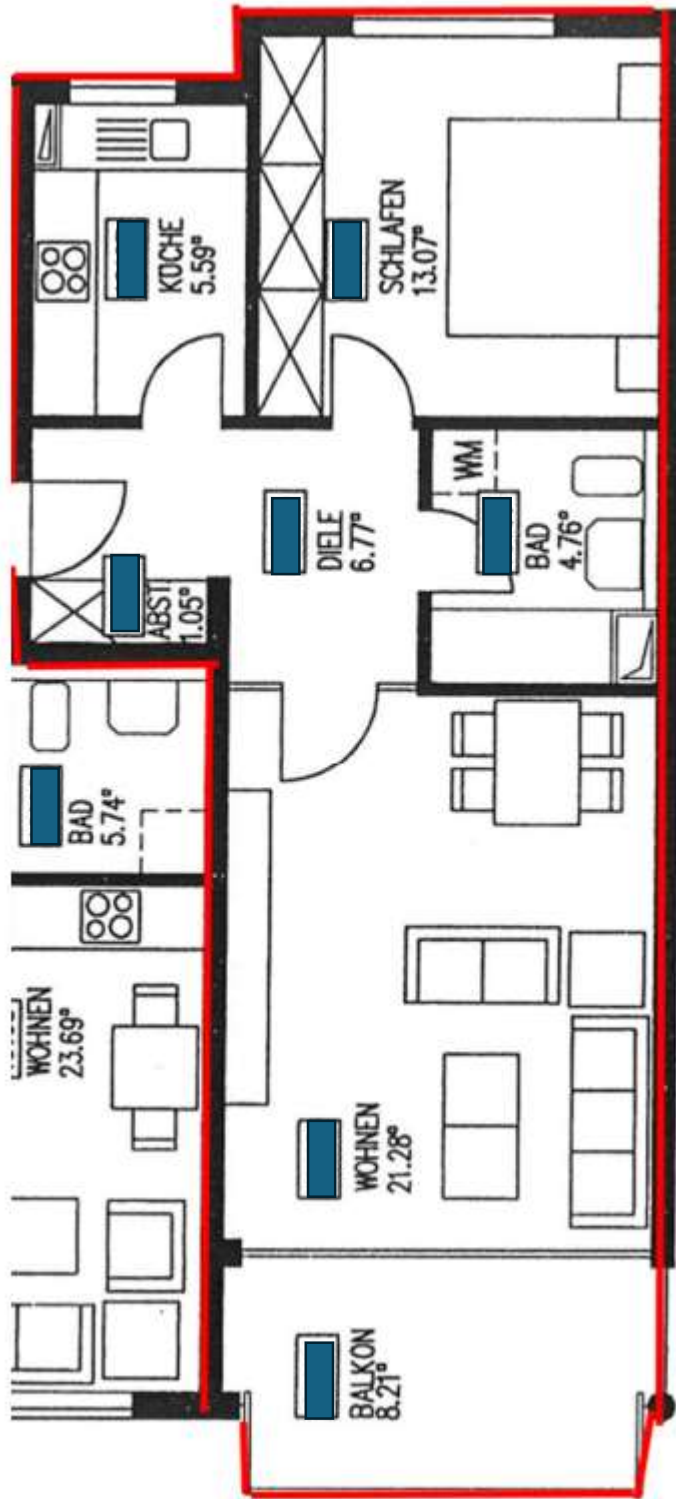 KÜCHE
5.59²
SCHLAFEN
13.07²
DIELE
6.77²
WM
BAD
4.76²
ABST.
1.05²
BAD
5.74²
WOHNEN
23.69²
WOHNEN
21.28²
BALKON
8.21²